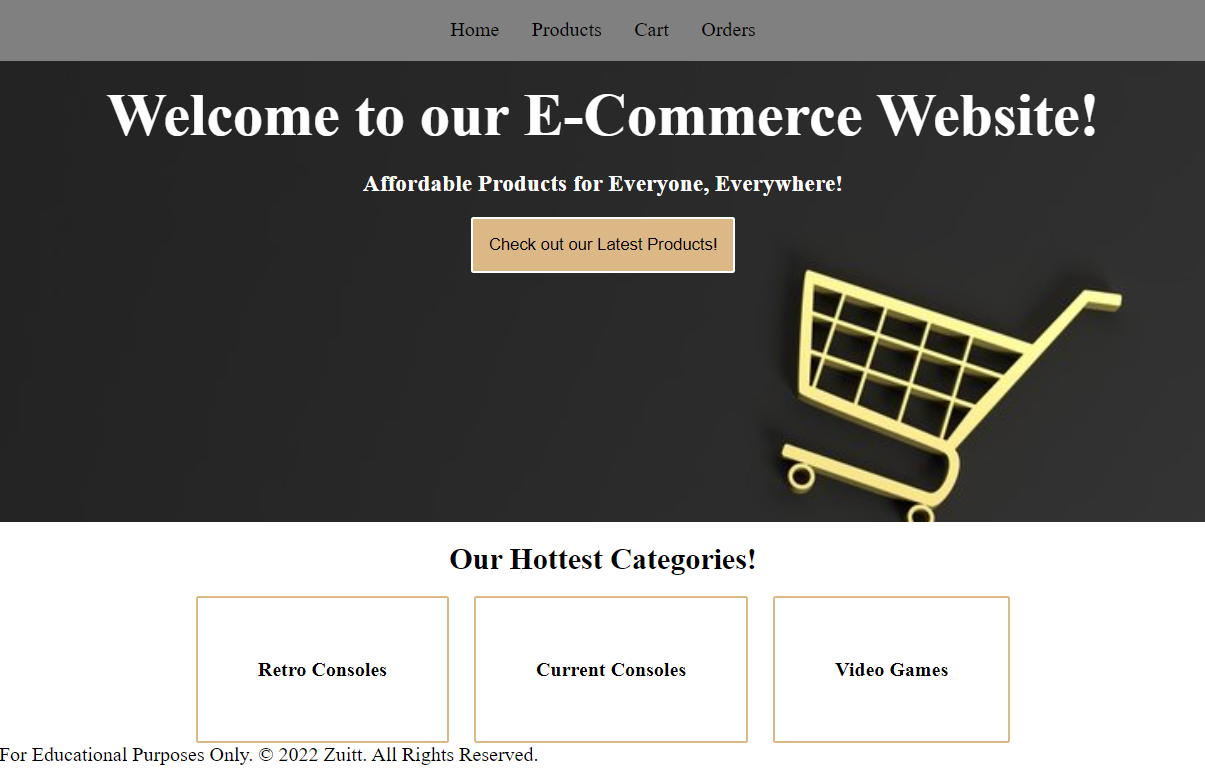 Home Products Cart Orders
Welcome to our E-Commerce Website!
Affordable Products for Everyone, Everywhere!
Check out our Latest Products!
Our Hottest Categories!
Retro Consoles Current Consoles Video Games
For Educational Purposes Only. © 2022 Zuitt. All Rights Reserved.